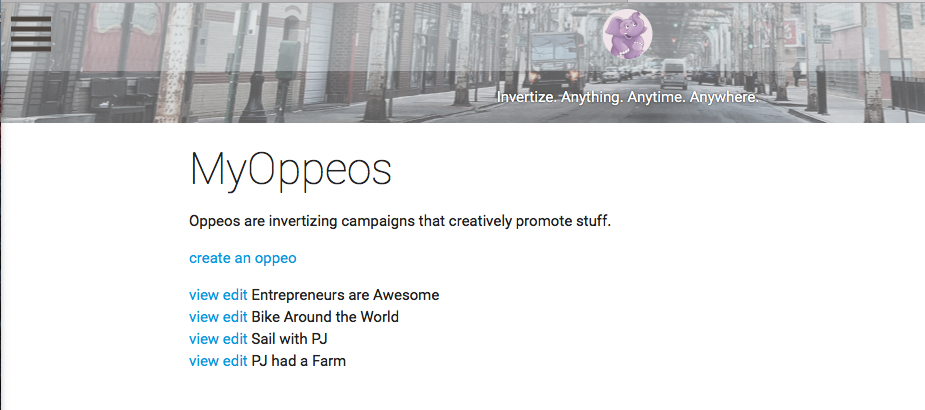 Invertize. Anything. Anytime. Anywhere.
MyOppeos
Oppeos are invertizing campaigns that creatively promote stuff.
create an oppeo
view edit Entrepreneurs are Awesome
view edit Bike Around the World
view edit Sail with PJ
view edit PJ had a Farm